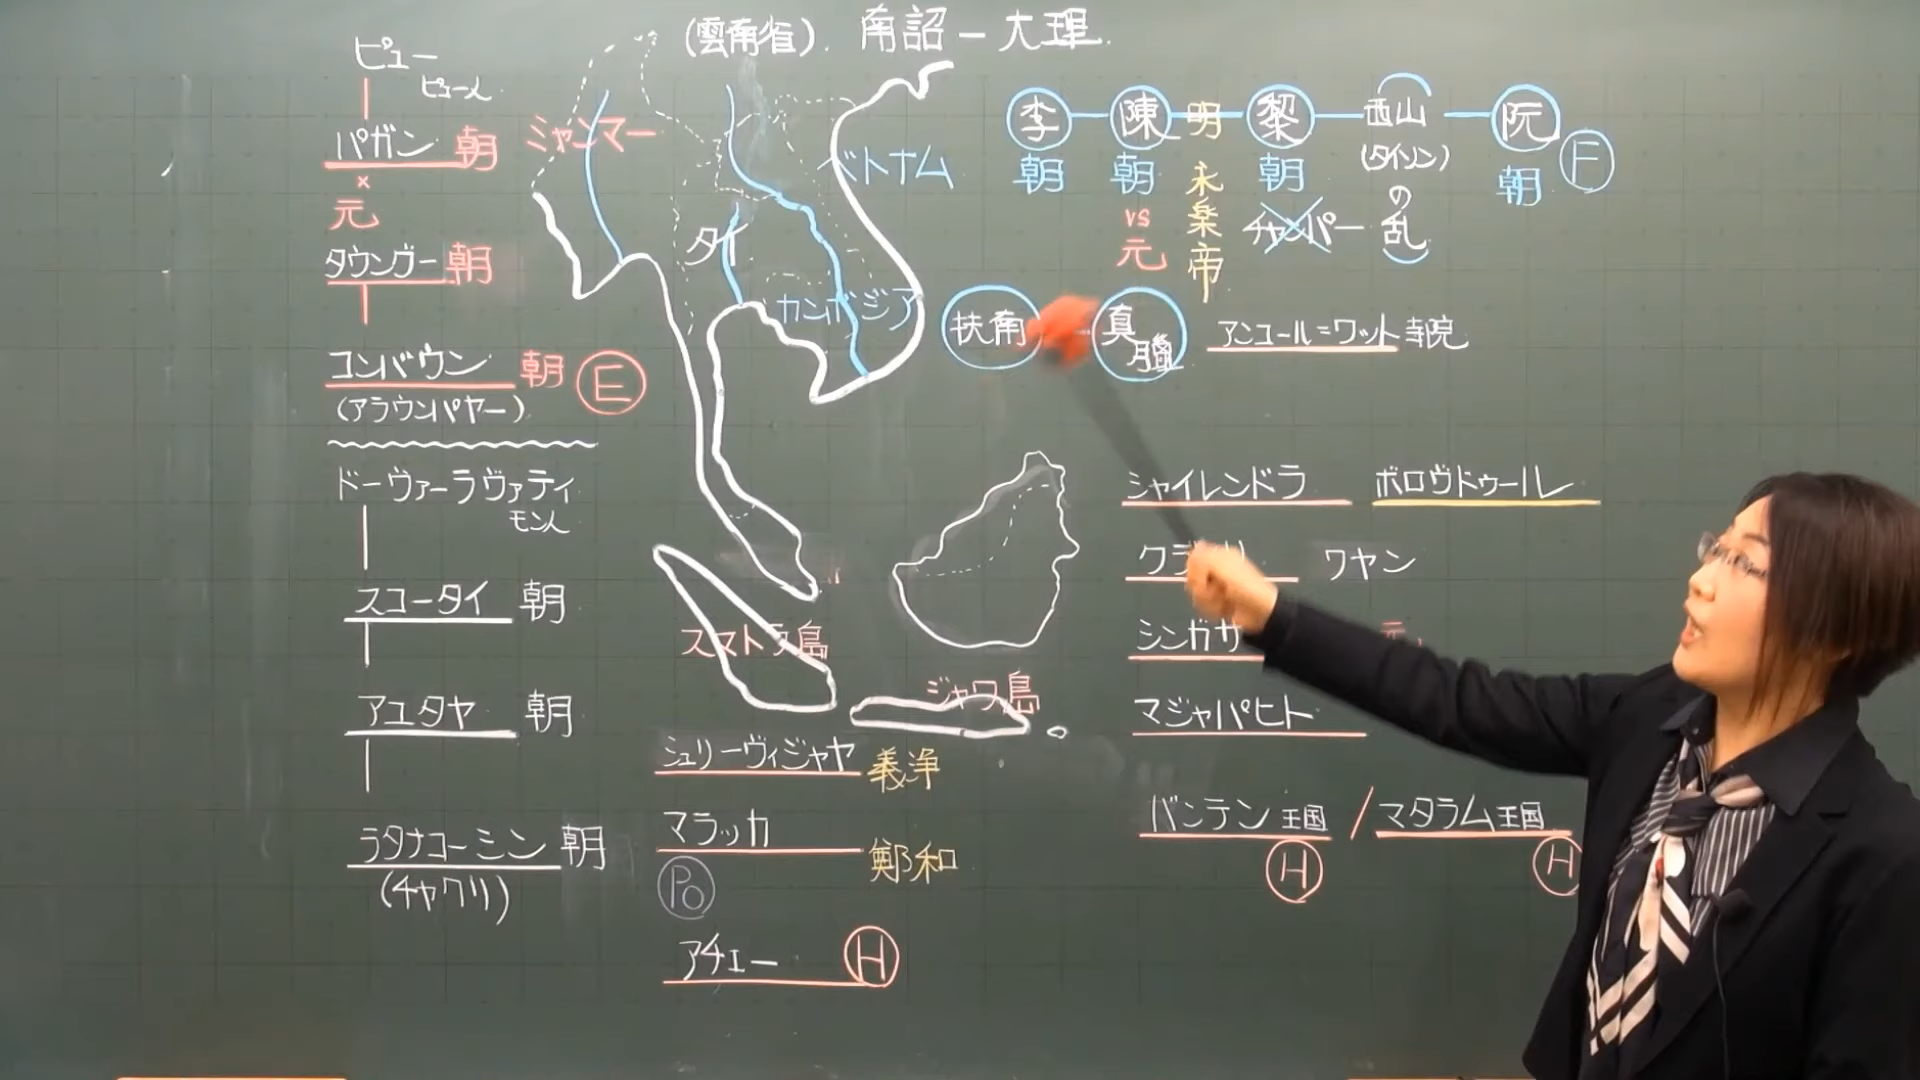 (雲南省) 南詔－大理
ピュー
ピュー人
パガン朝
×
元
タウングー朝
コンバウン朝 E
(アラウンパヤー)
ドーヴァーラヴァティ
モン人
スコータイ朝
アユタヤ朝
ラタナコーミン朝
(チャクリ)
ミャンマー
タイ
ベトナム
カンボジア
李 陳 明 黎 西山 阮
朝 朝 永楽帝 朝 (タイソン) 朝 F
vs 元
チャンパー
の乱
扶南 真臘 アンコール=ワット寺院
シャイレンドラ ボロヴドゥール
クディリ ワヤン
シンガサ 元
マジャパヒト
スマトラ島
ジャワ島
シュリーヴィジャヤ 義浄
マラッカ 鄭和
Po
アチェー H
バンテン王国 / マタラム王国
H H